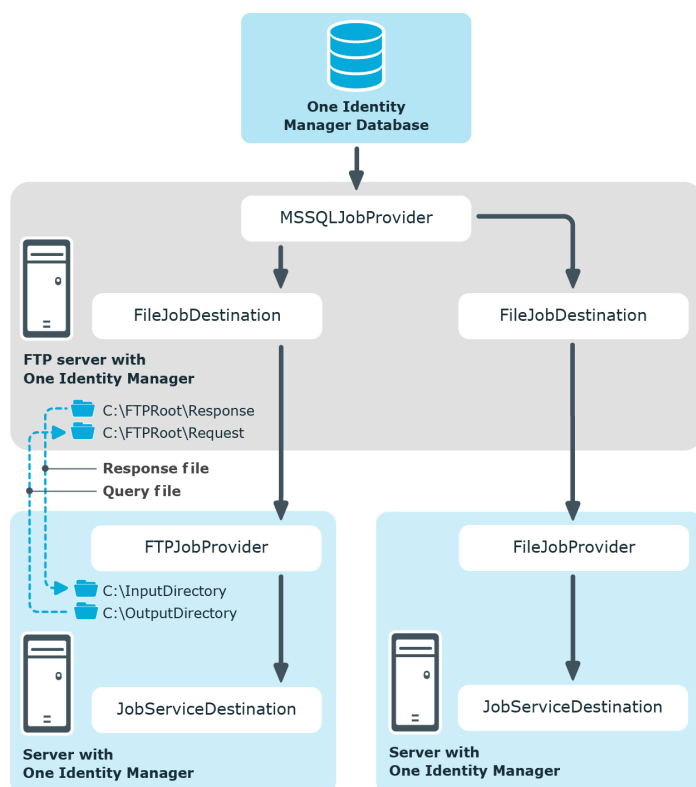 One Identity
Manager Database
MSSQLJobProvider
FileJobDestination
FileJobDestination
FTP server with
One Identity Manager
C:\FTPRoot\Response
C:\FTPRoot\Request
Response file
Query file
FTPJobProvider
FileJobProvider
C:\InputDirectory
C:\OutputDirectory
JobServiceDestination
JobServiceDestination
Server with
One Identity Manager
Server with
One Identity Manager